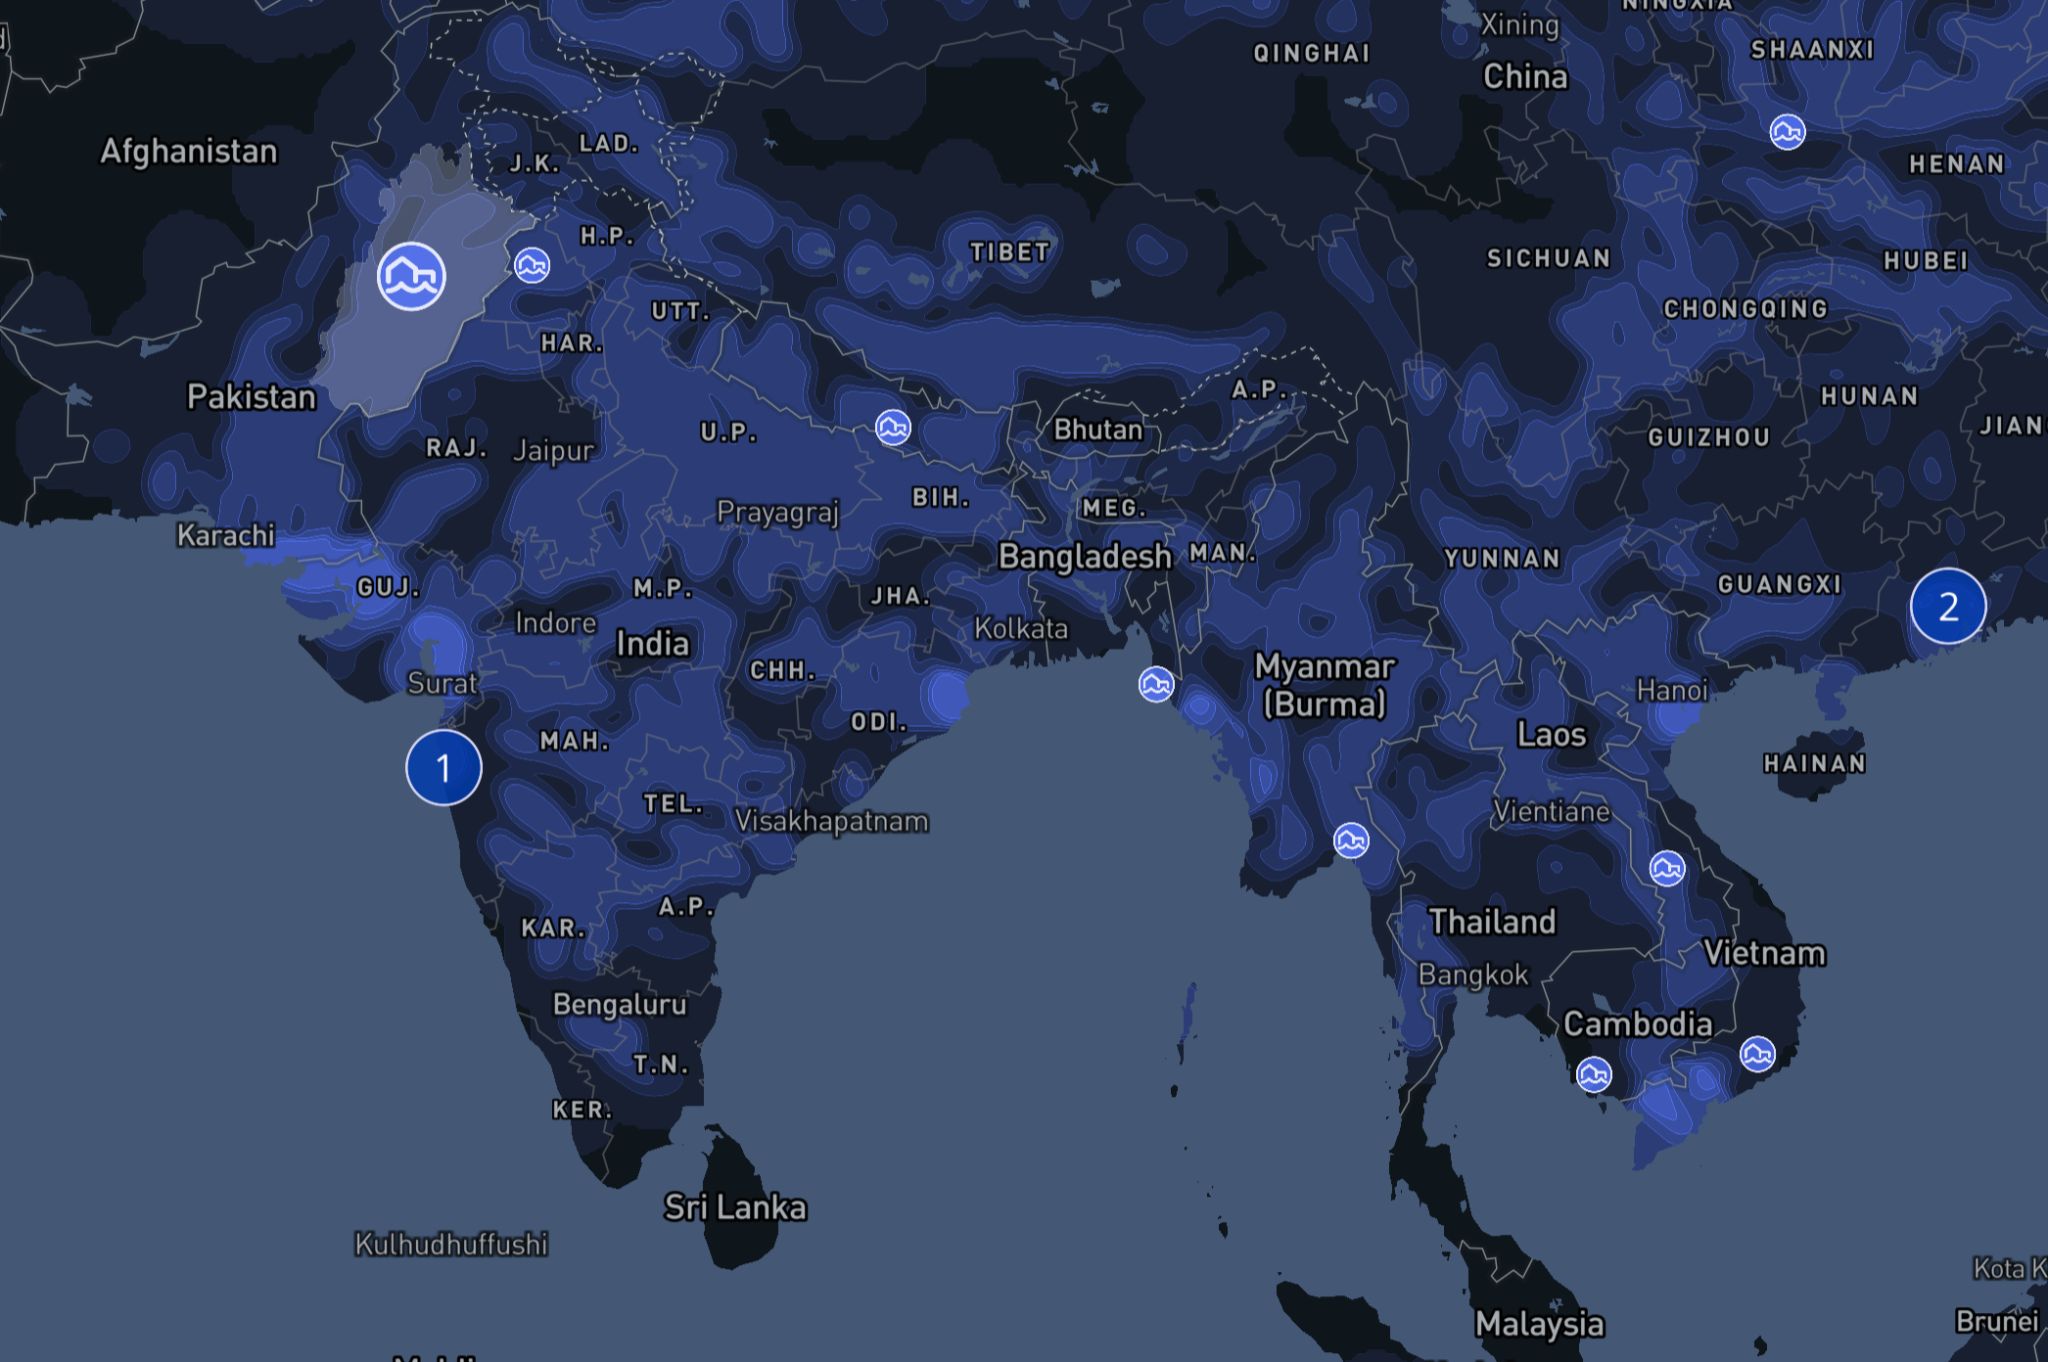 NINGXIA
Xining
QINGHAI
SHAANXI
China
LAD.
Afghanistan
J.K.
HENAN
H.P.
TIBET
SICHUAN
HUBEI
UTT.
CHONGQING
HAR.
Pakistan
A.P.
HUNAN
U.P.
Bhutan
GUIZHOU
JIAN
RAJ.
Jaipur
BIH.
Prayagraj
MEG.
Karachi
Bangladesh
MAN.
YUNNAN
GUJ.
M.P.
JHA.
GUANGXI
2
Indore
India
Kolkata
CHH.
Myanmar
(Burma)
Surat
Hanoi
ODI.
Laos
MAH.
1
HAINAN
TEL.
Visakhapatnam
Vientiane
A.P.
KAR.
Thailand
Vietnam
Bangkok
Bengaluru
Cambodia
T.N.
KER.
Sri Lanka
Kulhudhuffushi
Kota K
Malaysia
Brunei